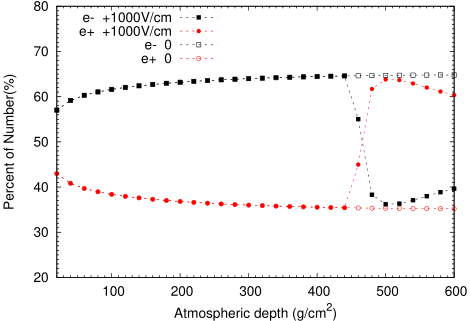 e- +1000V/cm
e+ +1000V/cm
e- 0
e+ 0
80
70
60
50
40
30
20
Percent of Number(%)
100
200
300
400
500
600
Atmospheric depth (g/cm²)